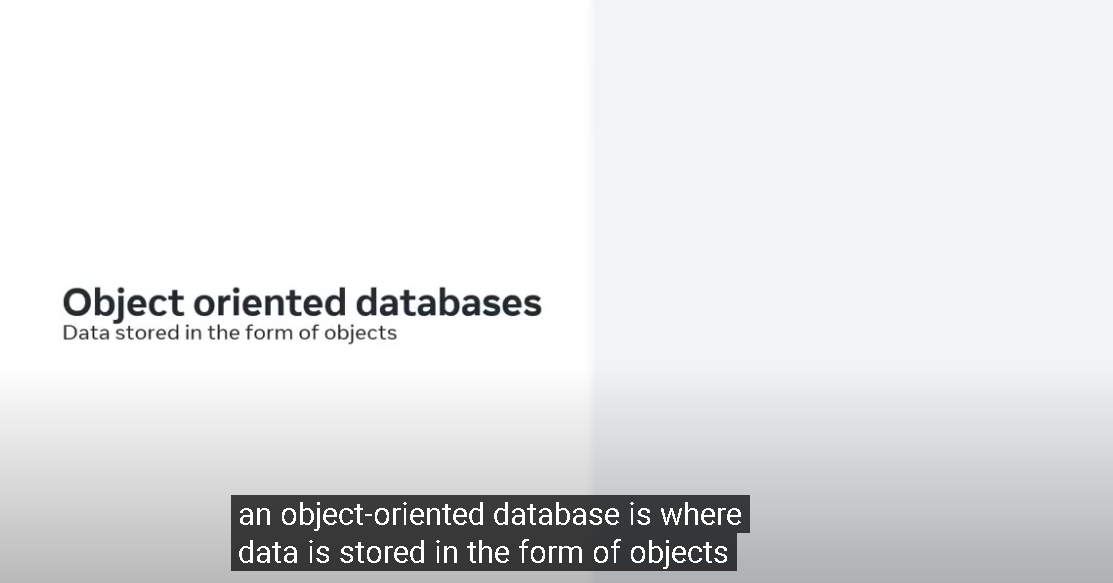 Object oriented databases
Data stored in the form of objects
an object-oriented database is where
data is stored in the form of objects